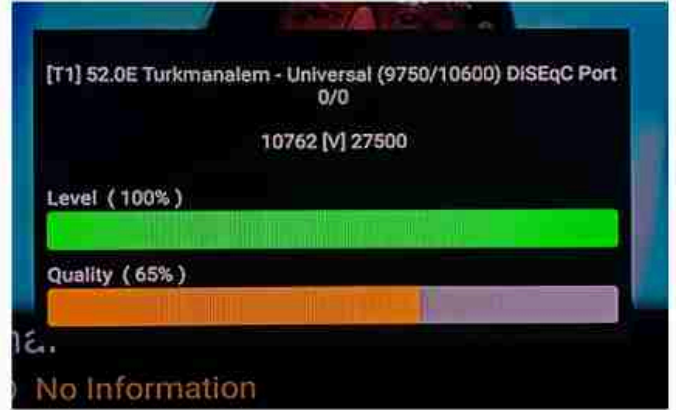 [T1] 52.0E Turkmanalem - Universal (9750/10600) DiSEqC Port
0/0
10762 [V] 27500
Level ( 100% )
Quality ( 65% )
No Information